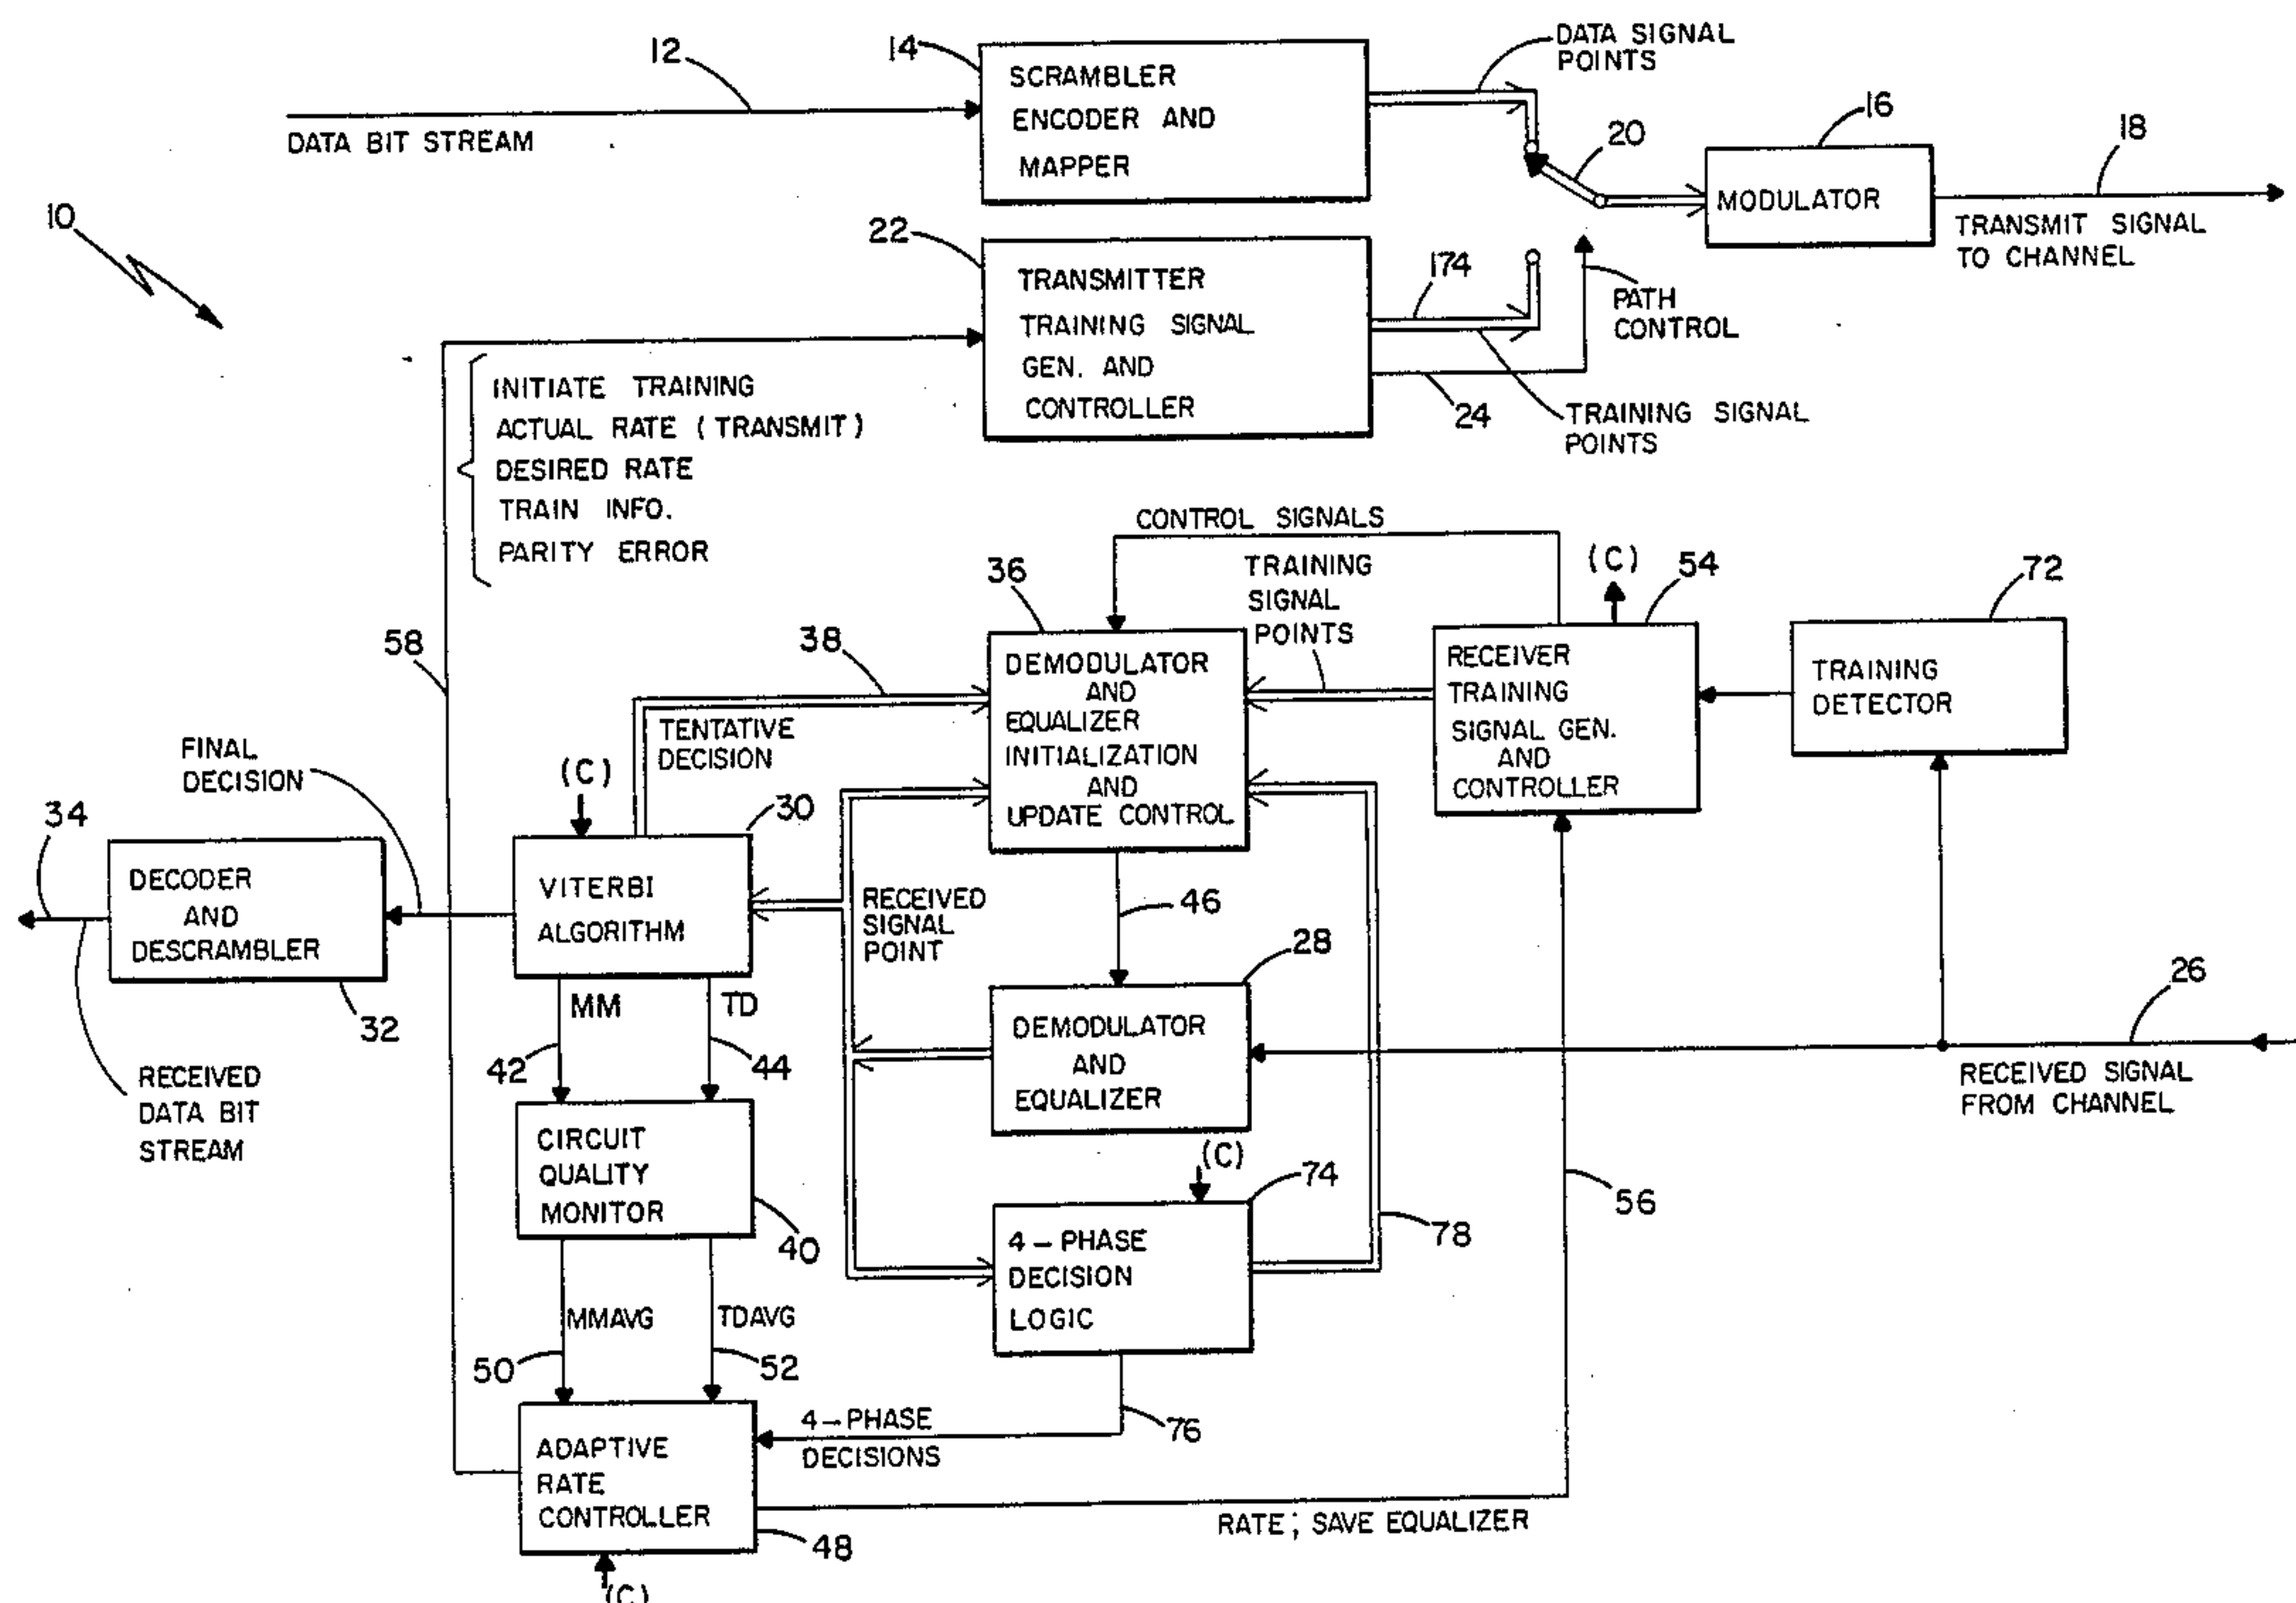 12
DATA BIT STREAM
14
SCRAMBLER
ENCODER AND
MAPPER
DATA SIGNAL
POINTS
20
16
MODULATOR
18
TRANSMIT SIGNAL
TO CHANNEL
10
22
TRANSMITTER
TRAINING SIGNAL
GEN. AND
CONTROLLER
174
PATH
CONTROL
24
TRAINING SIGNAL
POINTS
INITIATE TRAINING
ACTUAL RATE (TRANSMIT)
DESIRED RATE
TRAIN INFO.
PARITY ERROR
58
CONTROL SIGNALS
36
DEMODULATOR
AND
EQUALIZER
INITIALIZATION
AND
UPDATE CONTROL
TRAINING
SIGNAL
POINTS
(C)
54
RECEIVER
TRAINING
SIGNAL GEN.
AND
CONTROLLER
72
TRAINING
DETECTOR
38
TENTATIVE
DECISION
FINAL
DECISION
34
DECODER
AND
DESCRAMBLER
32
RECEIVED
DATA BIT
STREAM
(C)
30
VITERBI
ALGORITHM
RECEIVED
SIGNAL
POINT
46
28
DEMODULATOR
AND
EQUALIZER
26
RECEIVED SIGNAL
FROM CHANNEL
MM
TD
42
44
CIRCUIT
QUALITY
MONITOR
40
(C)
74
4-PHASE
DECISION
LOGIC
78
56
MMAVG
TDAVG
50
52
ADAPTIVE
RATE
CONTROLLER
48
4-PHASE
DECISIONS
76
RATE; SAVE EQUALIZER
(C)